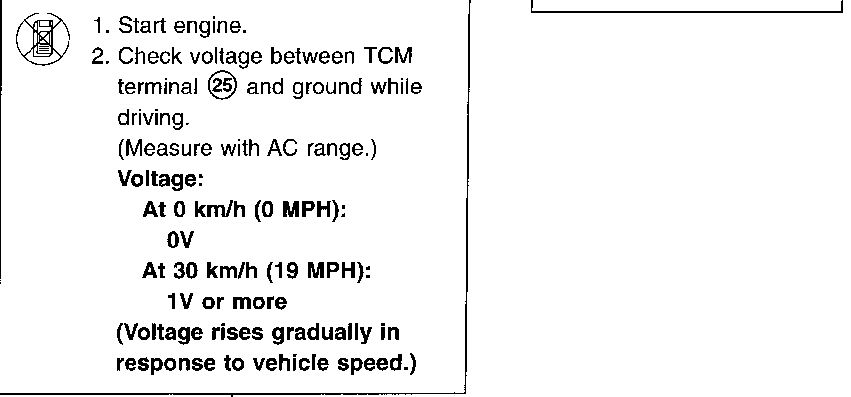 1. Start engine.
2. Check voltage between TCM
terminal 25 and ground while
driving.
(Measure with AC range.)
Voltage:
At 0 km/h (0 MPH):
0V
At 30 km/h (19 MPH):
1V or more
(Voltage rises gradually in
response to vehicle speed.)